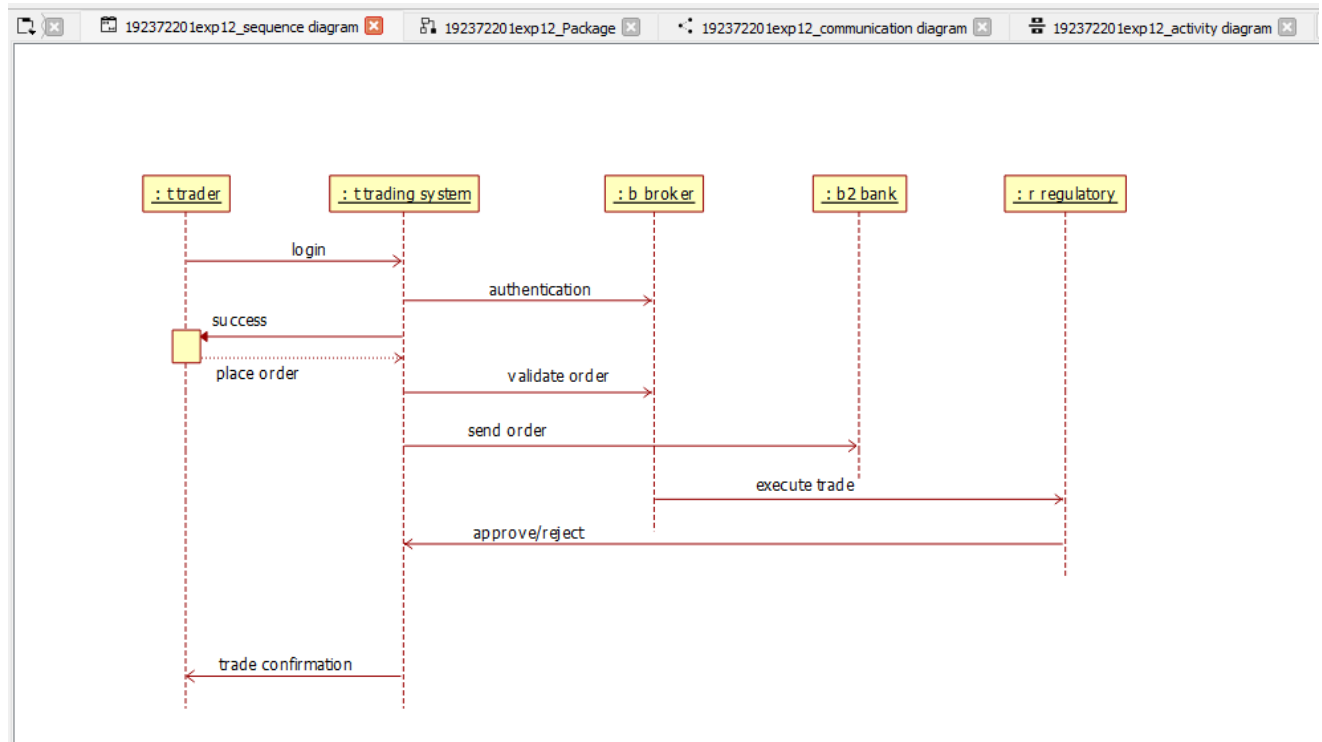 192372201exp12_sequence diagram 192372201exp12_Package 192372201exp12_communication diagram 192372201exp12_activity diagram
: t trader : t trading system : b broker : b2 bank : r regulatory
login
authentication
success
place order
validate order
send order
execute trade
approve/reject
trade confirmation